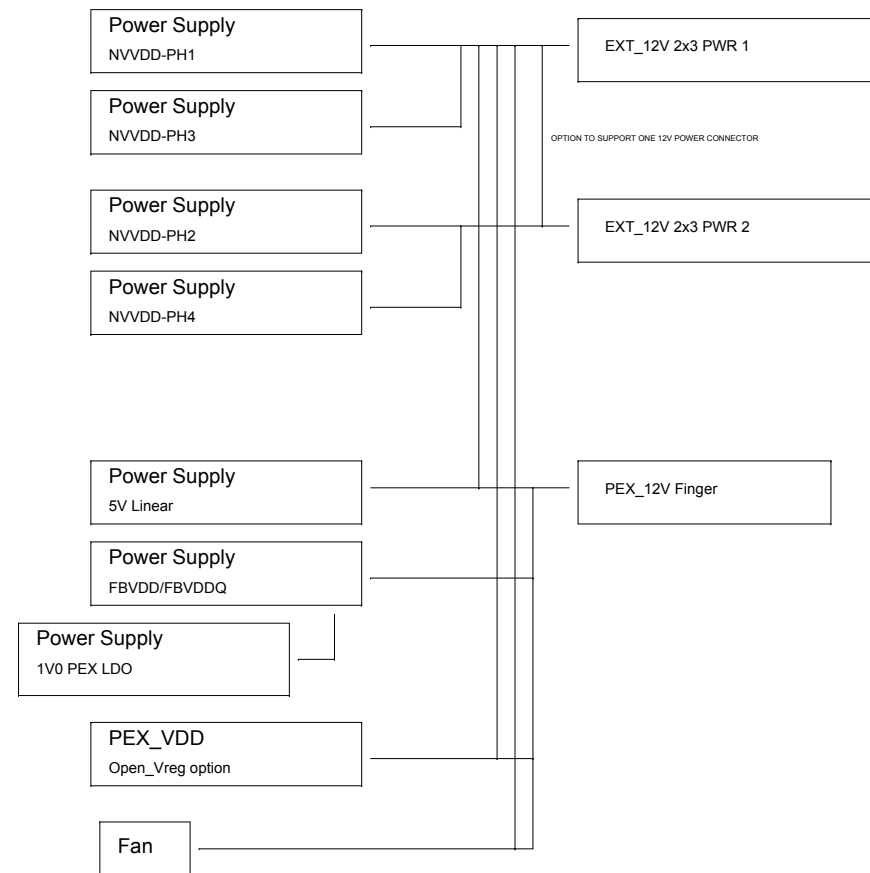 Power Supply
NVVDD-PH1
EXT_12V 2x3 PWR 1
Power Supply
NVVDD-PH3
OPTION TO SUPPORT ONE 12V POWER CONNECTOR
Power Supply
NVVDD-PH2
EXT_12V 2x3 PWR 2
Power Supply
NVVDD-PH4
Power Supply
5V Linear
PEX_12V Finger
Power Supply
FBVDD/FBVDDQ
Power Supply
1V0 PEX LDO
PEX_VDD
Open_Vreg option
Fan